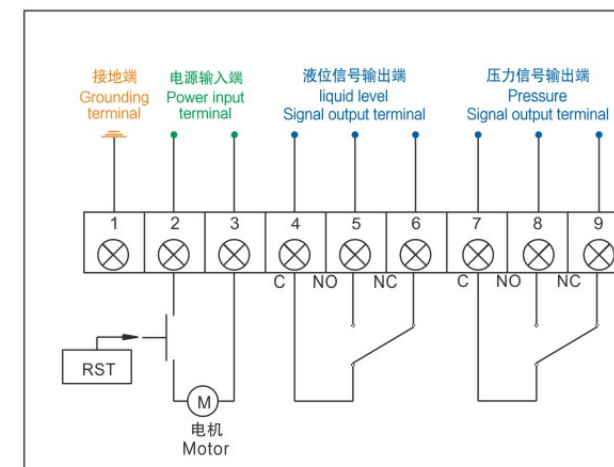 接地端
Grounding
terminal
电源输入端
Power input
terminal
液位信号输出端
liquid level
Signal output terminal
压力信号输出端
Pressure
Signal output terminal
1 2 3 4 5 6 7 8 9
C NO NC C NO NC
RST
M
电机
Motor